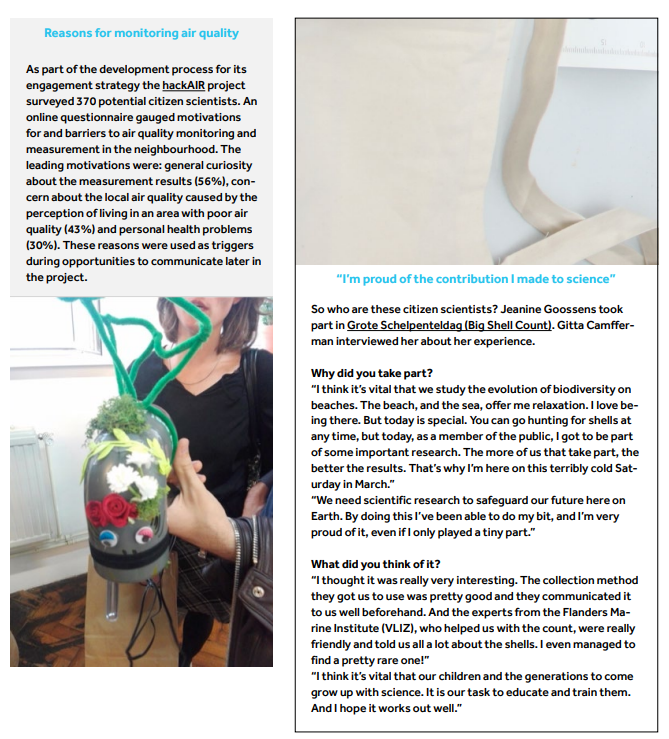 Reasons for monitoring air quality
As part of the development process for its
engagement strategy the hackAIR project
surveyed 370 potential citizen scientists. An
online questionnaire gauged motivations
for and barriers to air quality monitoring and
measurement in the neighbourhood. The
leading motivations were: general curiosity
about the measurement results (56%), con-
cern about the local air quality caused by the
perception of living in an area with poor air
quality (43%) and personal health problems
(30%). These reasons were used as triggers
during opportunities to communicate later in
the project.
“I’m proud of the contribution I made to science”
So who are these citizen scientists? Jeanine Goossens took
part in Grote Schelpenteldag (Big Shell Count). Gitta Camffer-
man interviewed her about her experience.
Why did you take part?
“I think it’s vital that we study the evolution of biodiversity on
beaches. The beach, and the sea, offer me relaxation. I love be-
ing there. But today is special. You can go hunting for shells at
any time, but today, as a member of the public, I got to be part
of some important research. The more of us that take part, the
better the results. That’s why I’m here on this terribly cold Sat-
urday in March.”
“We need scientific research to safeguard our future here on
Earth. By doing this I’ve been able to do my bit, and I’m very
proud of it, even if I only played a tiny part.”
What did you think of it?
“I thought it was really very interesting. The collection method
they got us to use was pretty good and they communicated it
to us well beforehand. And the experts from the Flanders Ma-
rine Institute (VLIZ), who helped us with the count, were really
friendly and told us all a lot about the shells. I even managed to
find a pretty rare one!”
“I think it’s vital that our children and the generations to come
grow up with science. It is our task to educate and train them.
And I hope it works out well.”